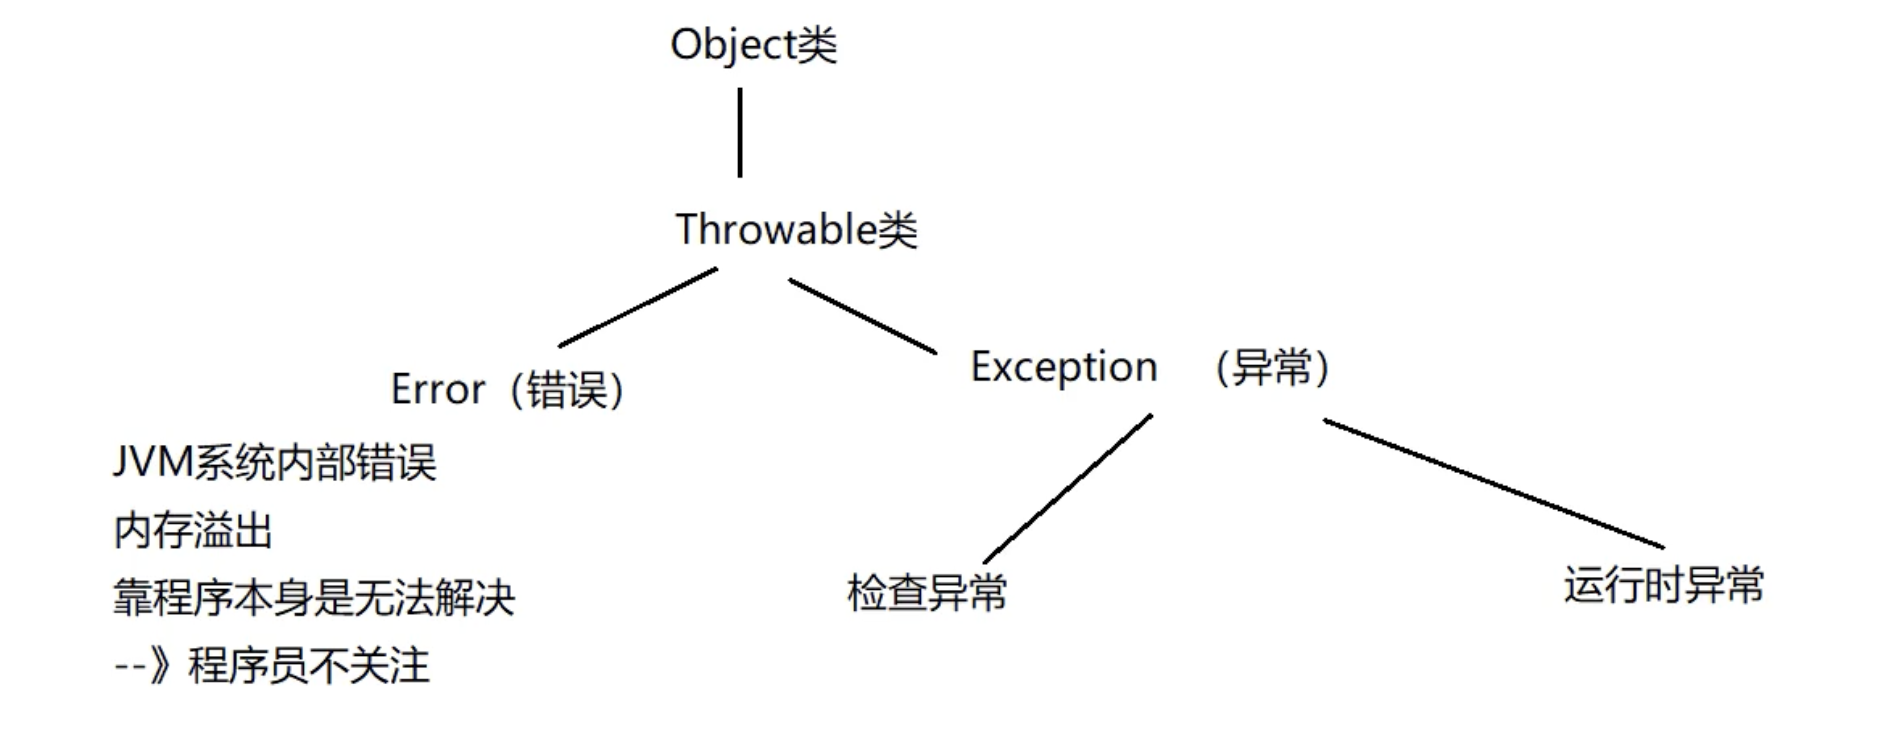 Object类
Throwable类
Error（错误）
Exception （异常）
JVM系统内部错误
内存溢出
靠程序本身是无法解决
--》程序员不关注
检查异常
运行时异常